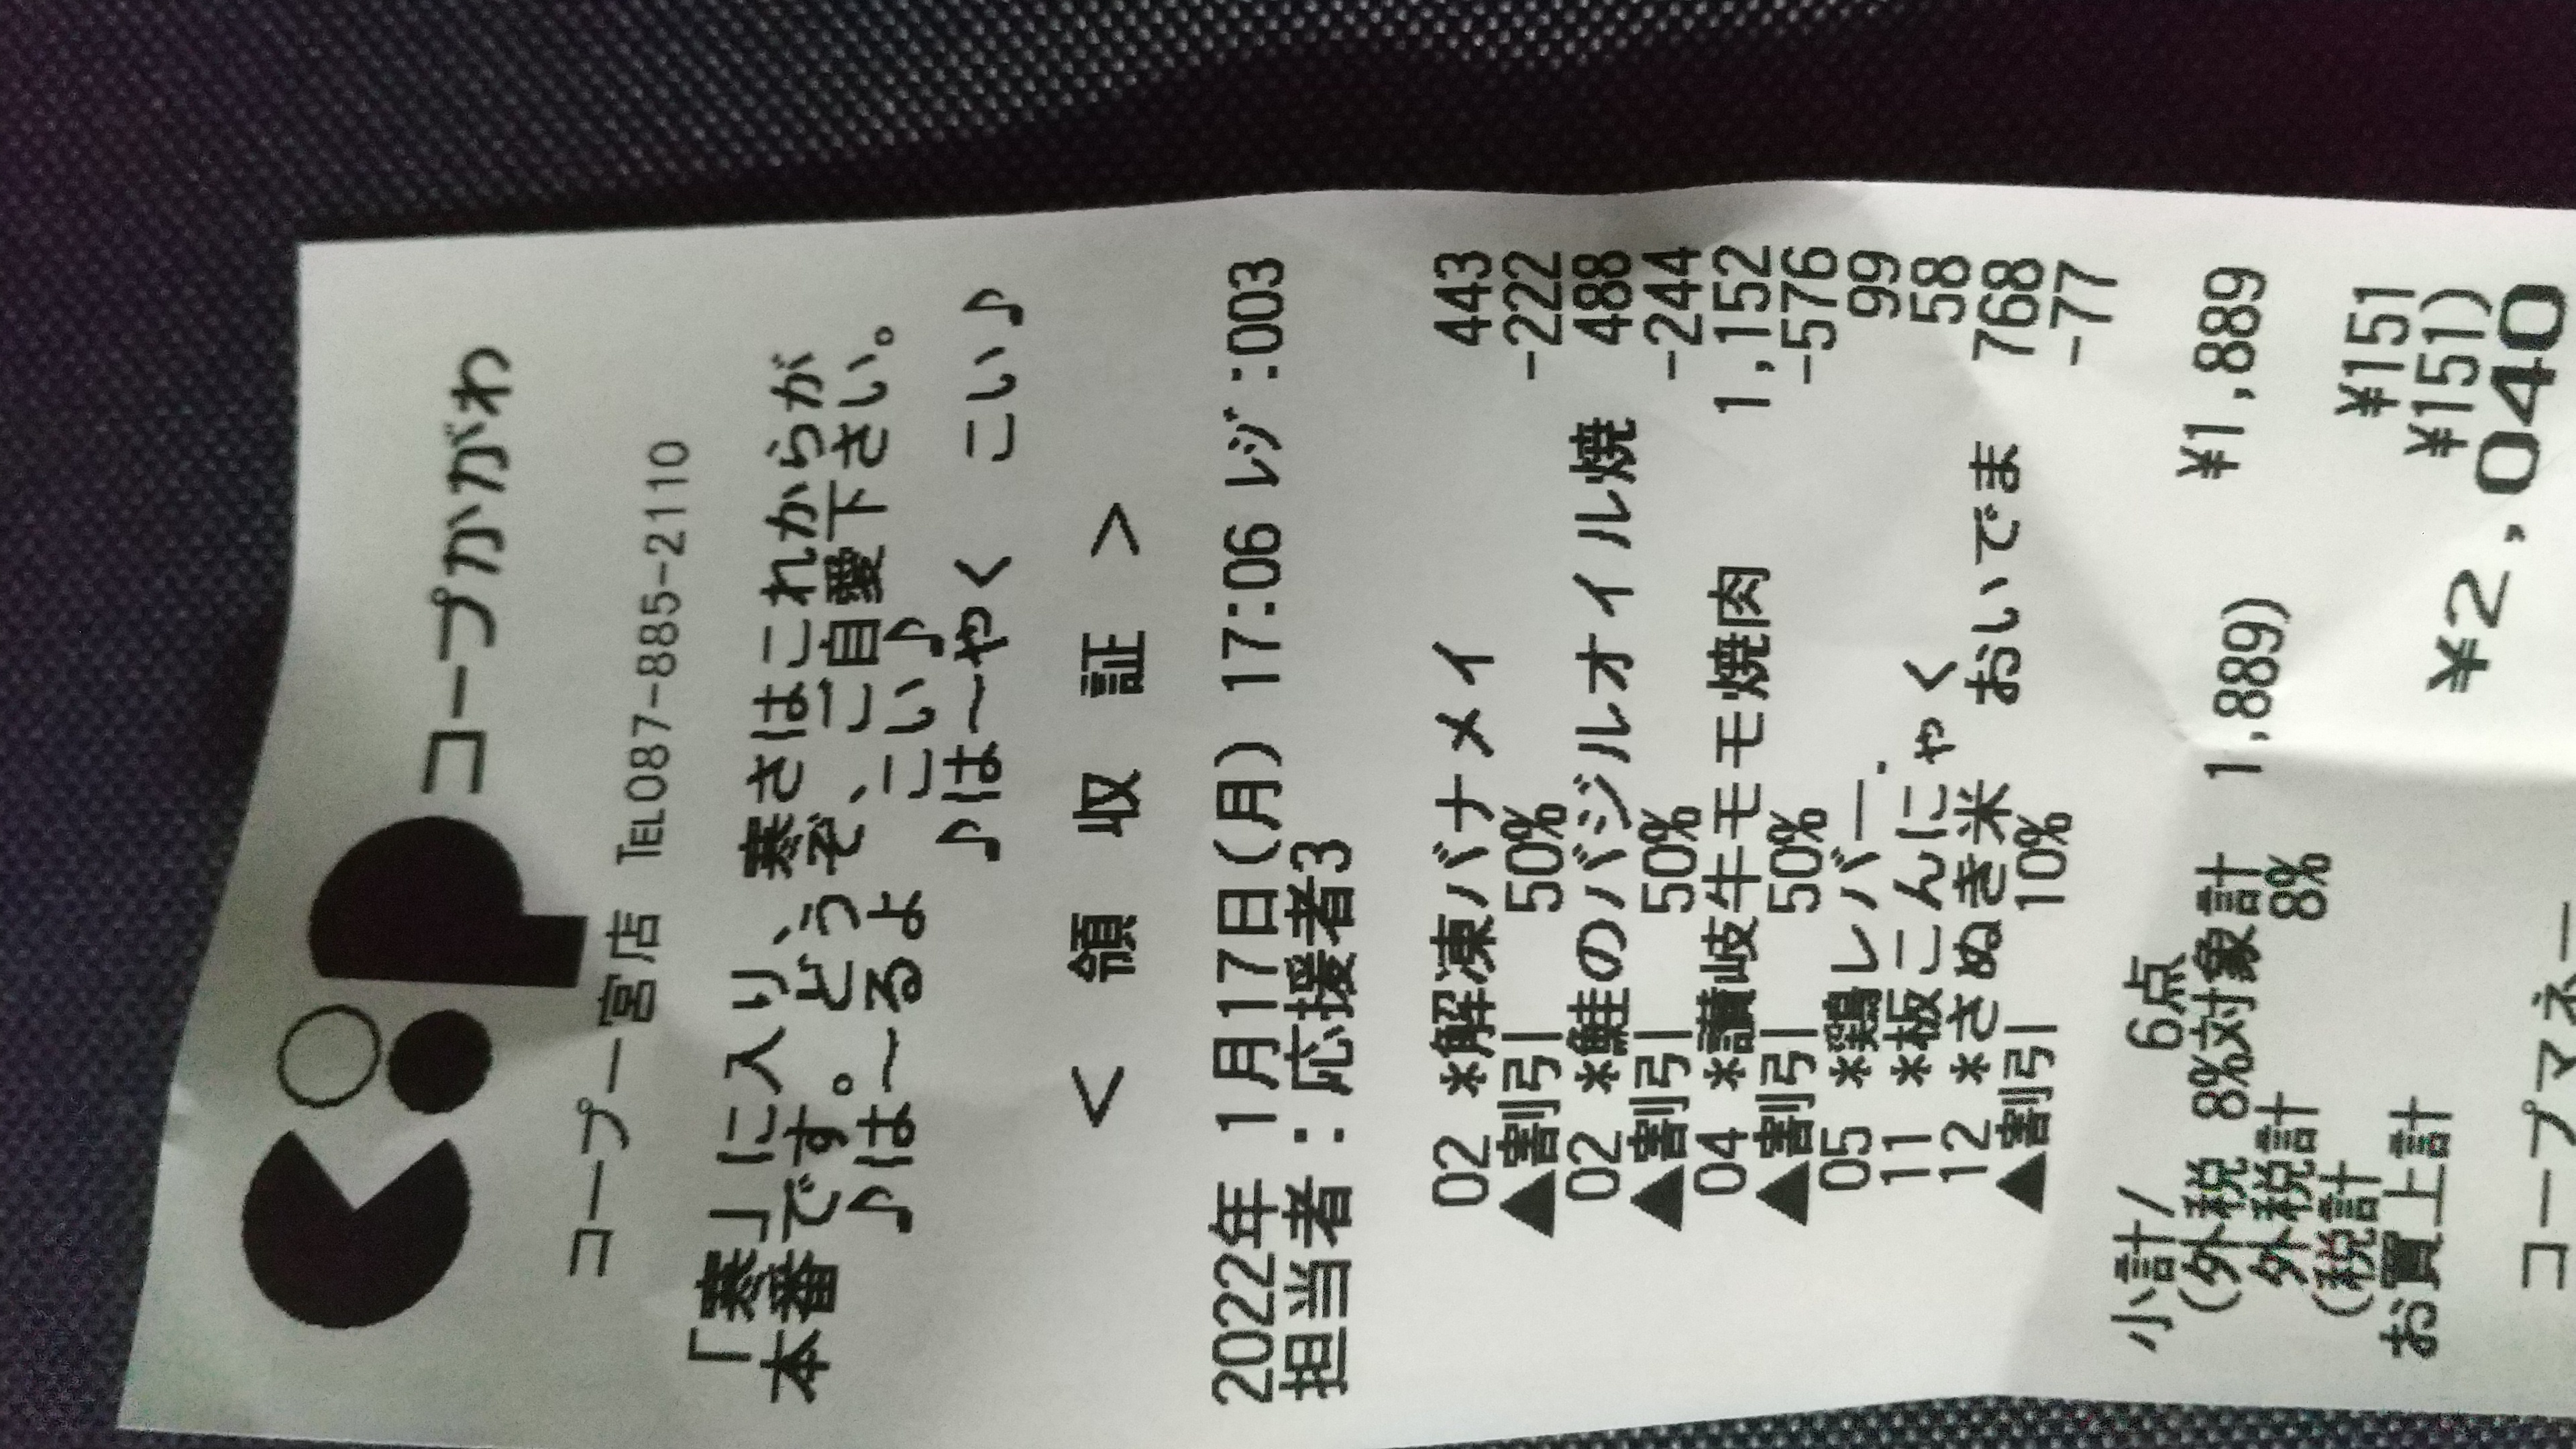 COOP コープかがわ
コープ一宮店 TEL087-885-2110
「寒」に入り、寒さはこれからが
本番です。どうぞ、ご自愛下さい。
♪は～るよ こい♪
♪は～やく こい♪
< 領 収 証 >
2022年 1月17日(月) 17:06 レジ:003
担当者:応援者3
02 *解凍バナメイ 443
▲割引 50% -222
02 *鮭のバジルオイル焼 488
▲割引 50% -244
04 *讃岐牛モモ焼肉 1,152
▲割引 50% -576
05 *鶏レバー. 99
11 *板こんにゃく 58
12 *さぬき米 おいでま 768
▲割引 10% -77
小計/ 6点 ¥1,889
(外税 8%対象計 1,889)
外税計 8% ¥151
(税計 ¥151)
お買上計 ¥2,040
コープマネー